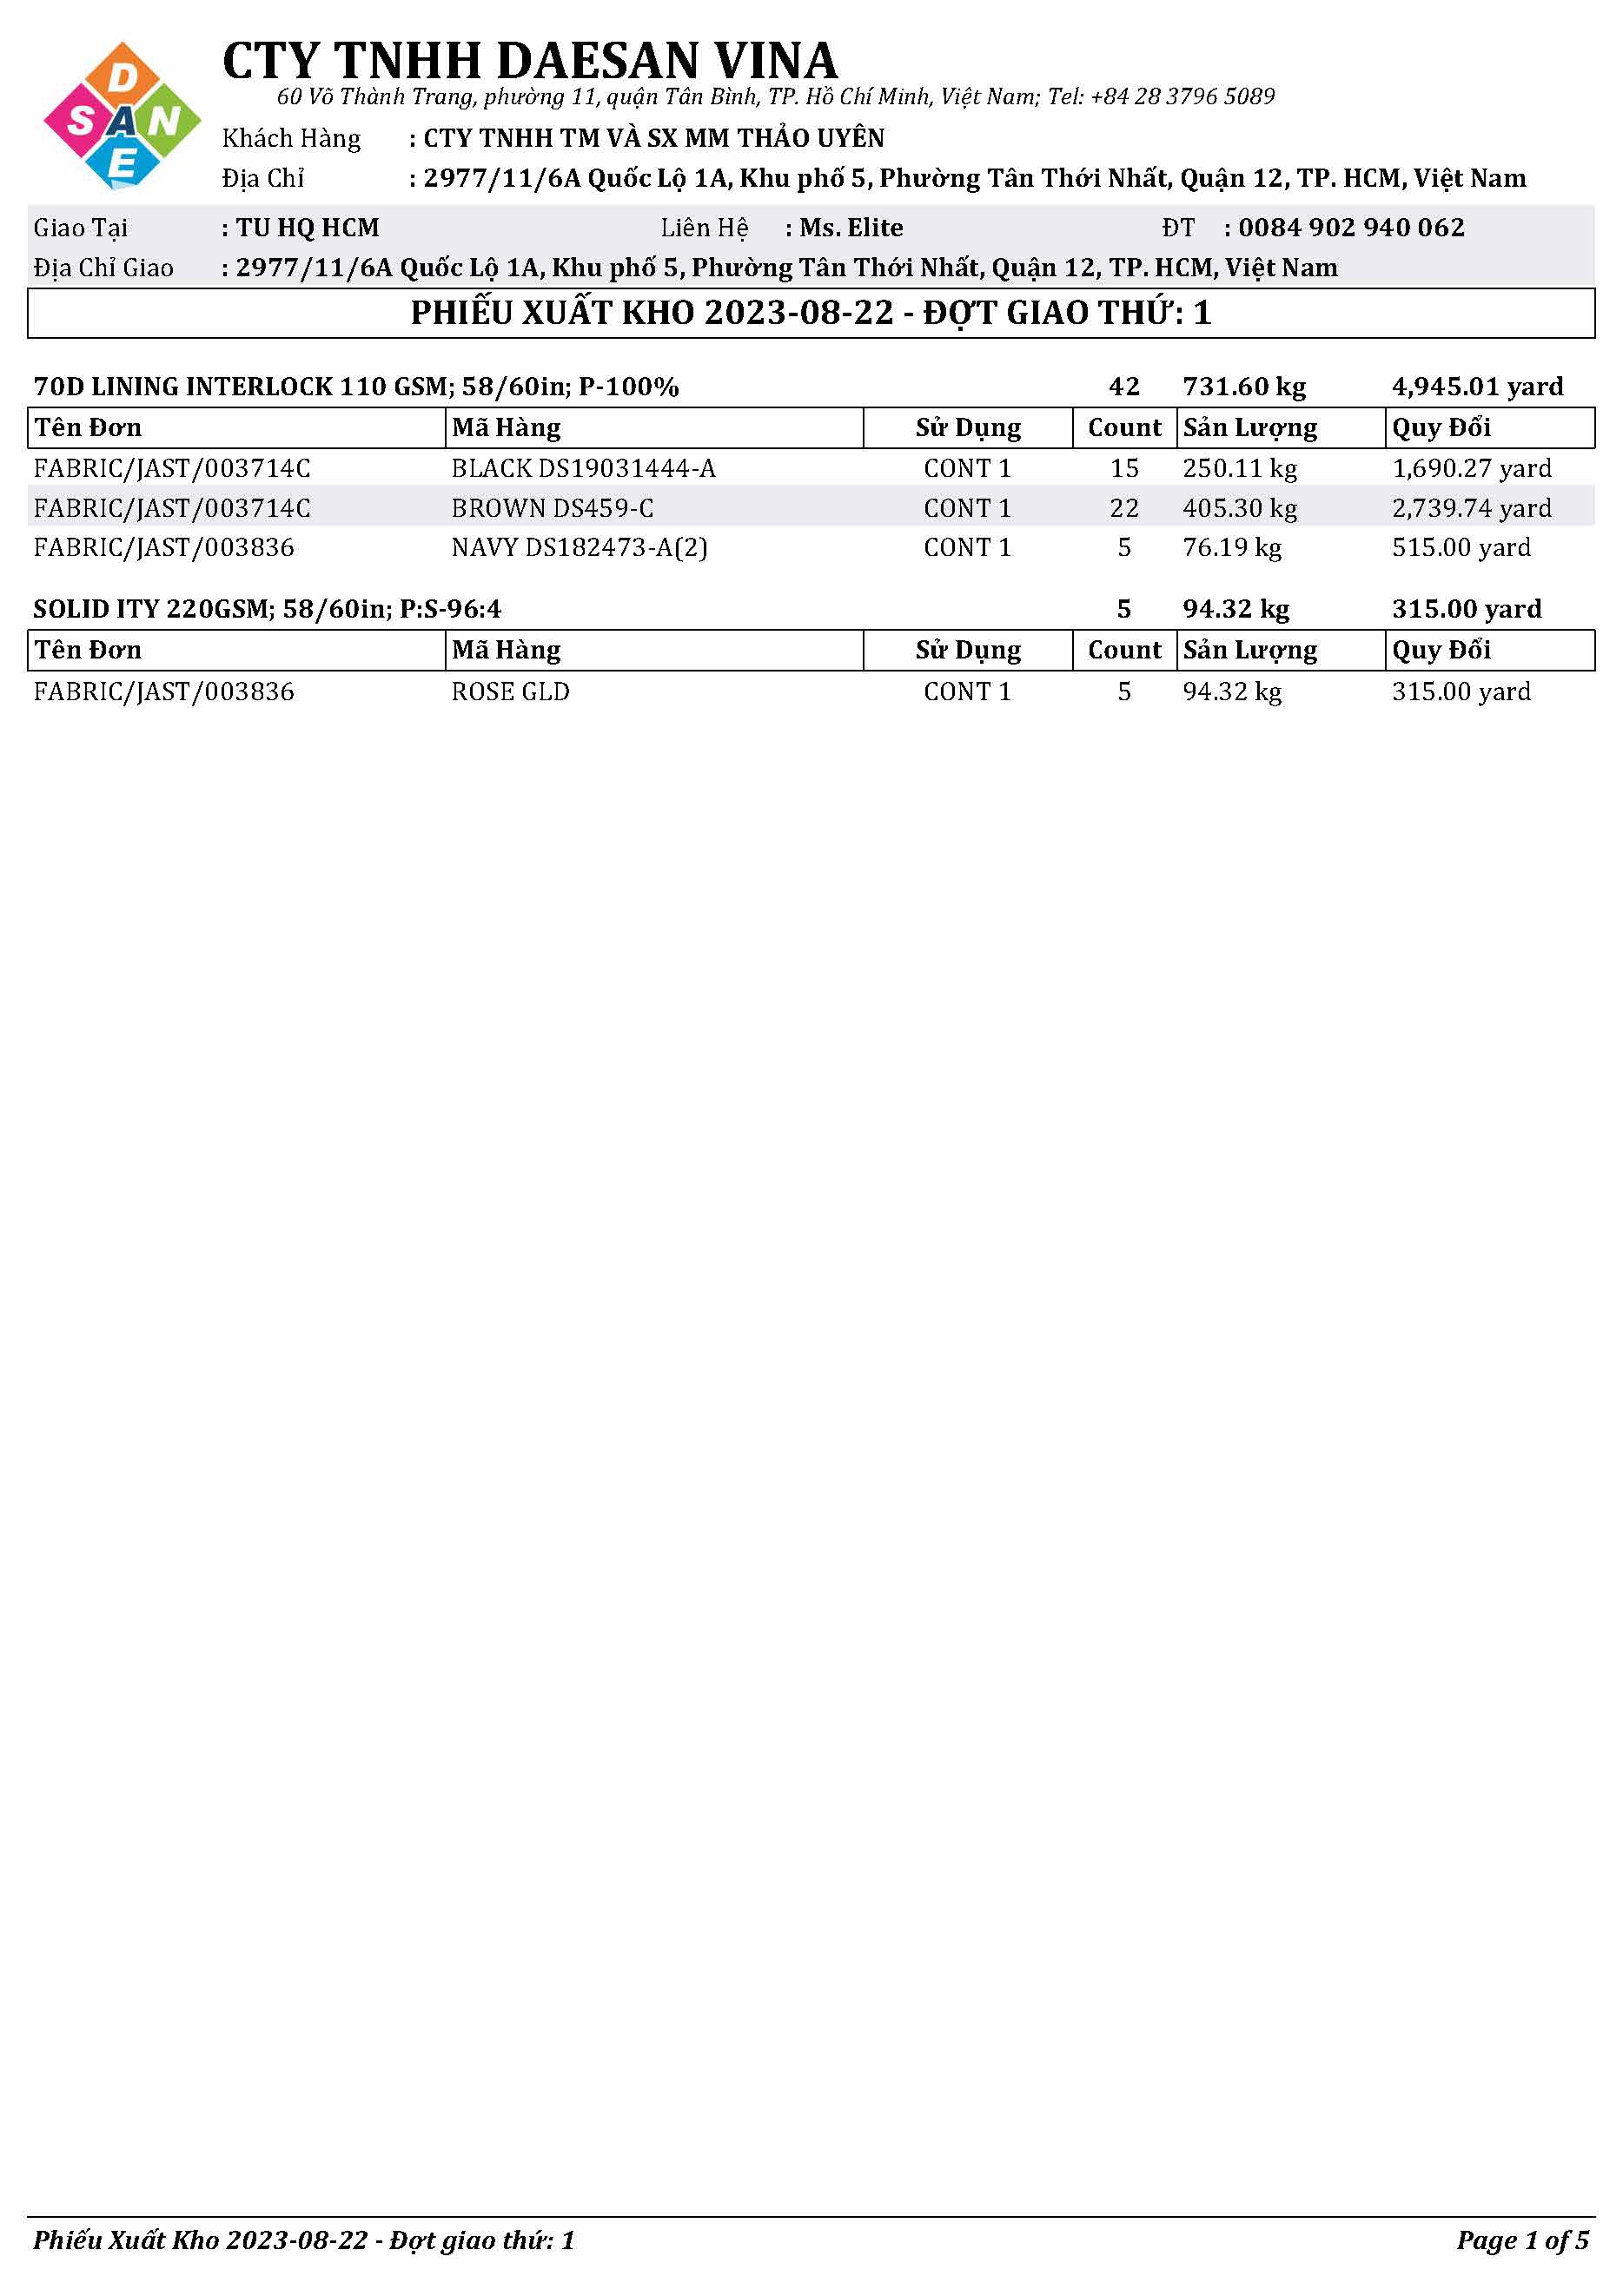 D
S A N
E
CTY TNHH DAESAN VINA
60 Võ Thành Trang, phường 11, quận Tân Bình, TP. Hồ Chí Minh, Việt Nam; Tel: +84 28 3796 5089
Khách Hàng : CTY TNHH TM VÀ SX MM THẢO UYÊN
Địa Chỉ : 2977/11/6A Quốc Lộ 1A, Khu phố 5, Phường Tân Thới Nhất, Quận 12, TP. HCM, Việt Nam
Giao Tại : TU HQ HCM Liên Hệ : Ms. Elite ĐT : 0084 902 940 062
Địa Chỉ Giao : 2977/11/6A Quốc Lộ 1A, Khu phố 5, Phường Tân Thới Nhất, Quận 12, TP. HCM, Việt Nam
PHIẾU XUẤT KHO 2023-08-22 - ĐỢT GIAO THỨ: 1
70D LINING INTERLOCK 110 GSM; 58/60in; P-100% 42 731.60 kg 4,945.01 yard
Tên Đơn Mã Hàng Sử Dụng Count Sản Lượng Quy Đổi
FABRIC/JAST/003714C BLACK DS19031444-A CONT 1 15 250.11 kg 1,690.27 yard
FABRIC/JAST/003714C BROWN DS459-C CONT 1 22 405.30 kg 2,739.74 yard
FABRIC/JAST/003836 NAVY DS182473-A(2) CONT 1 5 76.19 kg 515.00 yard
SOLID ITY 220GSM; 58/60in; P:S-96:4 5 94.32 kg 315.00 yard
Tên Đơn Mã Hàng Sử Dụng Count Sản Lượng Quy Đổi
FABRIC/JAST/003836 ROSE GLD CONT 1 5 94.32 kg 315.00 yard
Phiếu Xuất Kho 2023-08-22 - Đợt giao thứ: 1 Page 1 of 5